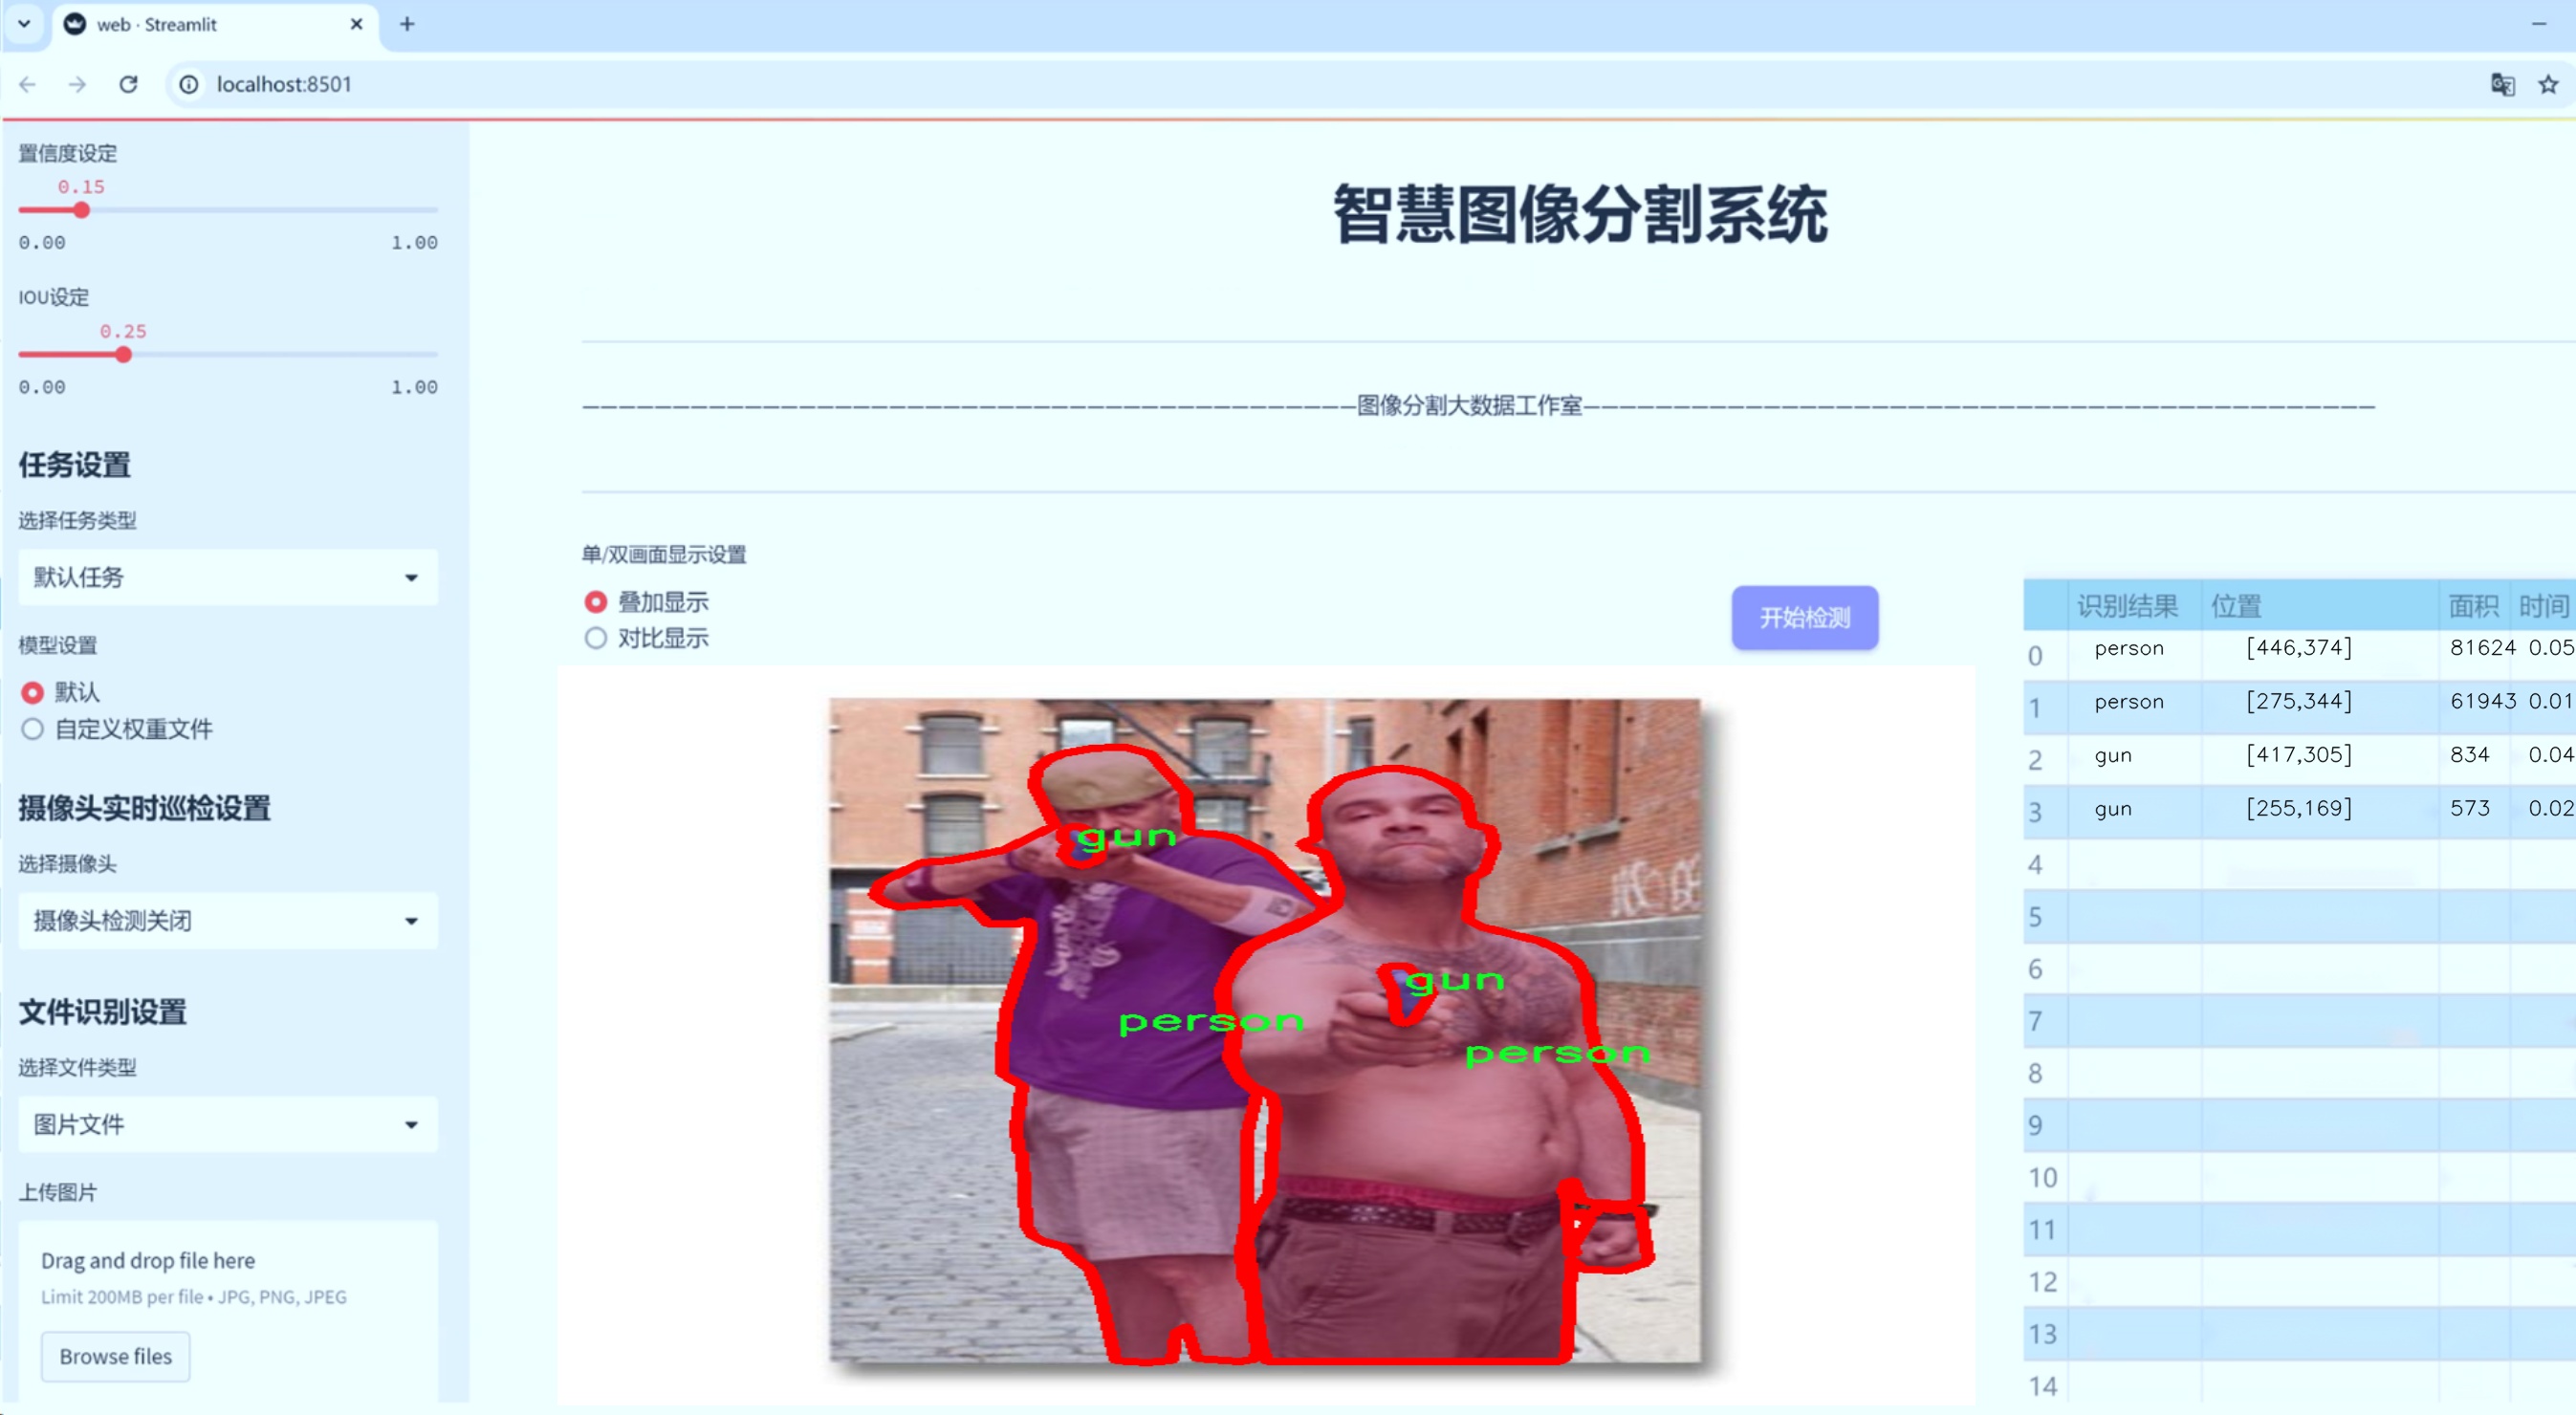 web · Streamlit
localhost:8501
置信度设定
0.15
0.00 1.00
IOU设定
0.25
0.00 1.00
任务设置
选择任务类型
默认任务
模型设置
默认
自定义权重文件
摄像头实时巡检设置
选择摄像头
摄像头检测关闭
文件识别设置
选择文件类型
图片文件
上传图片
Drag and drop file here
Limit 200MB per file • JPG, PNG, JPEG
Browse files
智慧图像分割系统
图像分割大数据工作室
单/双画面显示设置
叠加显示
对比显示
开始检测
gun
gun
person
person
识别结果 位置 面积 时间
0 person [446,374] 81624 0.05
1 person [275,344] 61943 0.01
2 gun [417,305] 834 0.04
3 gun [255,169] 573 0.02
4
5
6
7
8
9
10
11
12
13
14